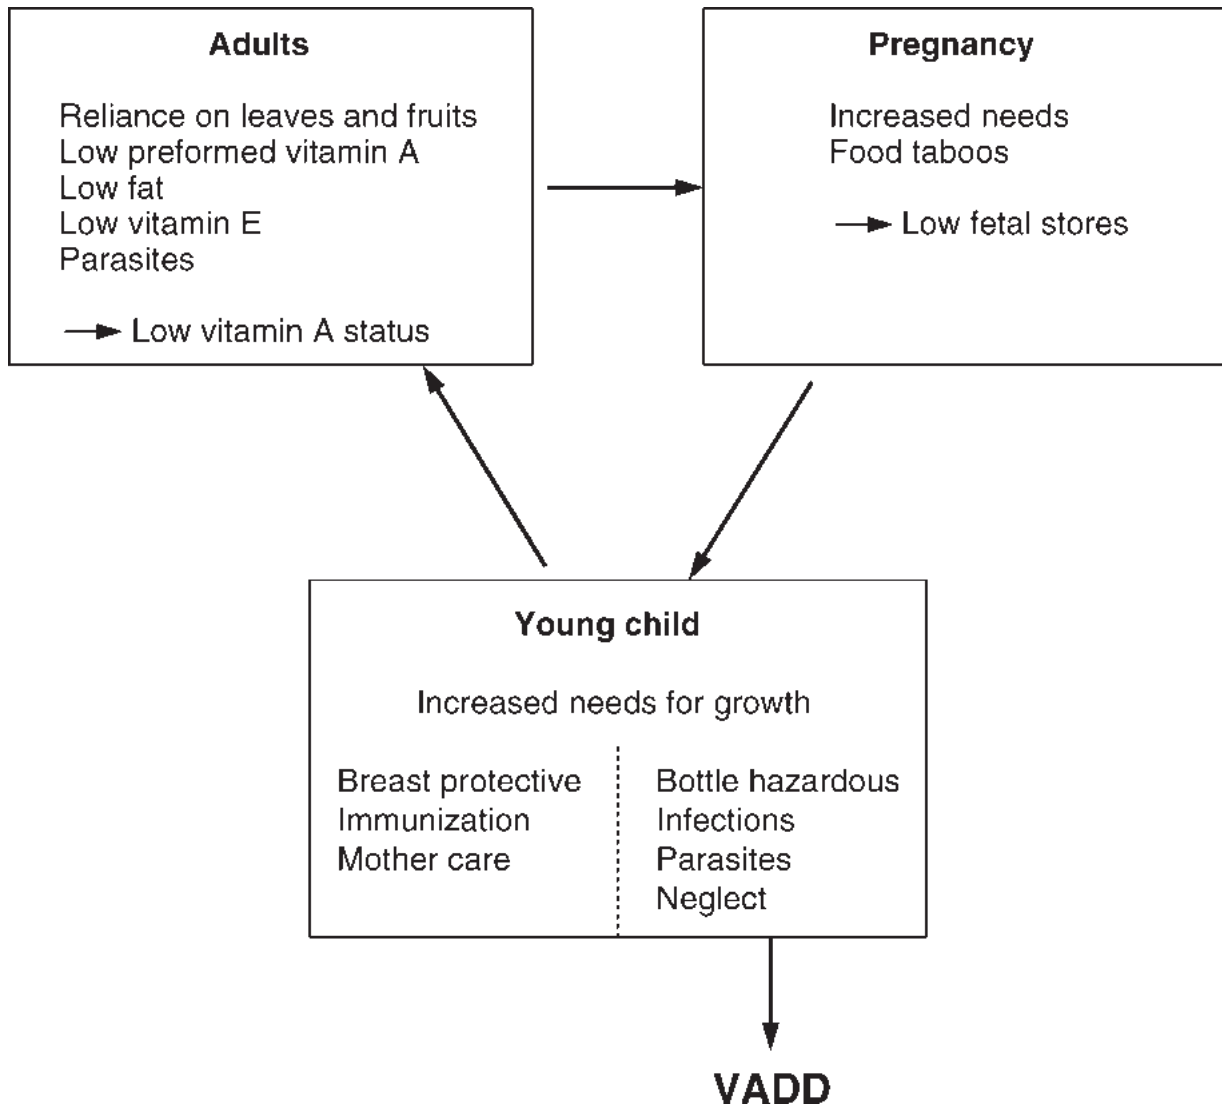 Adults
Reliance on leaves and fruits
Low preformed vitamin A
Low fat
Low vitamin E
Parasites
Low vitamin A status
Pregnancy
Increased needs
Food taboos
Low fetal stores
Young child
Increased needs for growth
Breast protective
Immunization
Mother care
Bottle hazardous
Infections
Parasites
Neglect
VADD